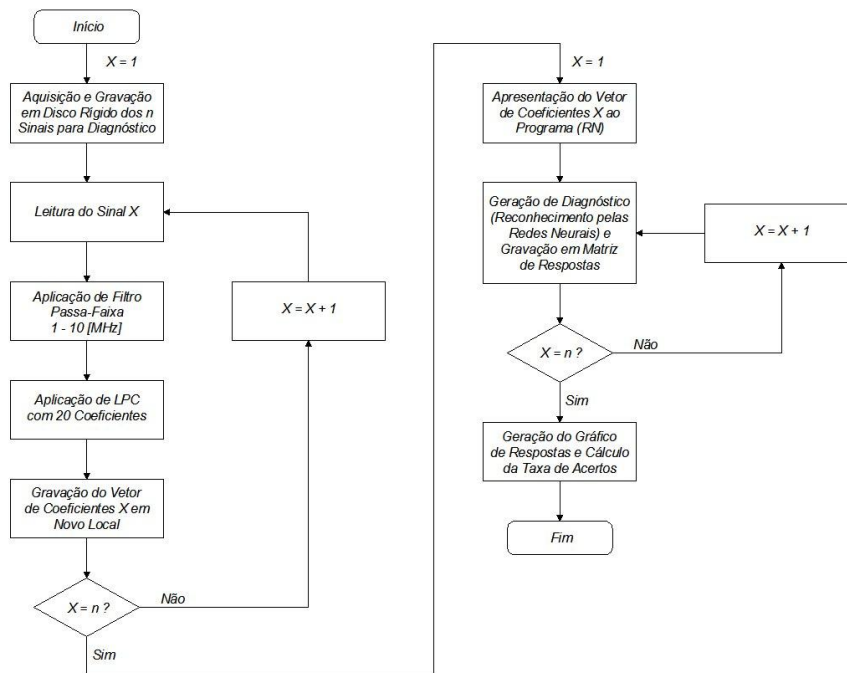 Início
X = 1
Aquisição e Gravação
em Disco Rígido dos n
Sinais para Diagnóstico
Leitura do Sinal X
Aplicação de Filtro
Passa-Faixa
1 - 10 [MHz]
X = X + 1
Aplicação de LPC
com 20 Coeficientes
Gravação do Vetor
de Coeficientes X em
Novo Local
X = n ?
Não
Sim
X = 1
Apresentação do Vetor
de Coeficientes X ao
Programa (RN)
Geração de Diagnóstico
(Reconhecimento pelas
Redes Neurais) e
Gravação em Matriz
de Respostas
X = X + 1
X = n ?
Não
Sim
Geração do Gráfico
de Respostas e Cálculo
da Taxa de Acertos
Fim